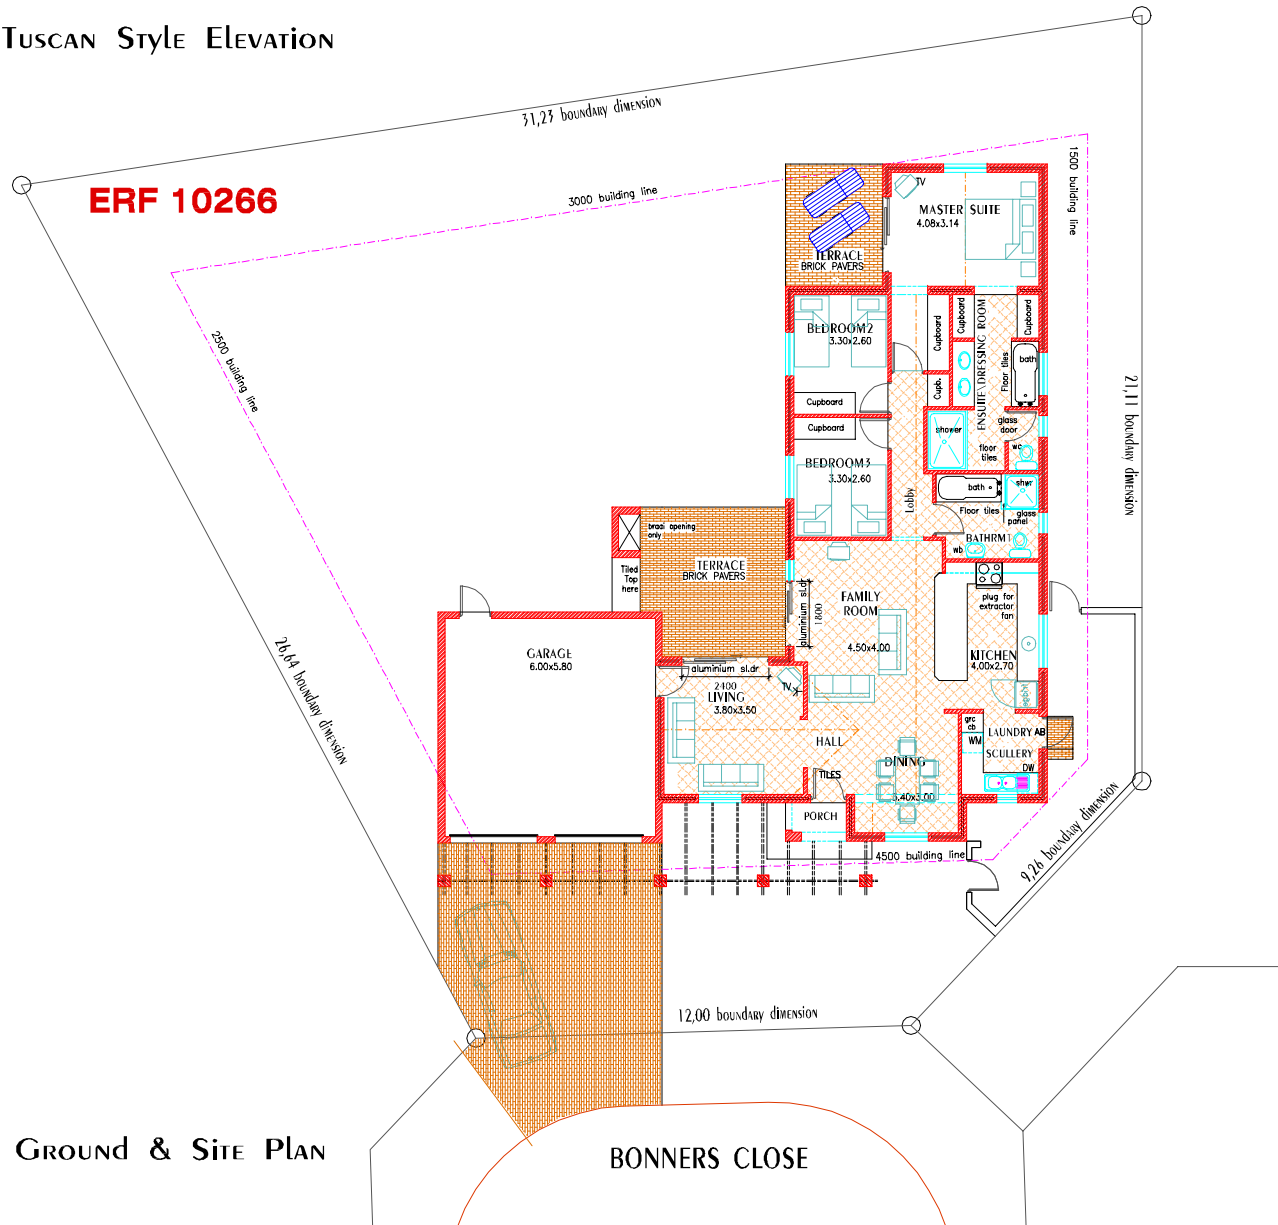 Tuscan Style Elevation
31,23 boundary dimension
ERF 10266
3000 building line
1500 building line
2500 building line
21,11 boundary dimension
26,64 boundary dimension
TV
MASTER SUITE
4.08x3.14
TERRACE
BRICK PAVERS
BEDROOM2
3.30x2.60
Cupboard
Cupboard
Cupboard
Cupb.
ENSUITE\DRESSING ROOM
Floor tiles
bath
Cupboard
Cupboard
BEDROOM3
3.30x2.60
shower
glass
door
floor
tiles
wc
Lobby
bath
shwr
Floor tiles
glass
panel
BATHRM1
wb
braai opening
only
Tiled
Top
here
TERRACE
BRICK PAVERS
aluminium sl.dr
1800
FAMILY
ROOM
4.50x4.00
plug for
extractor
fan
KITCHEN
4.00x2.70
GARAGE
6.00x5.80
aluminium sl.dr
2400
TV
LIVING
3.80x3.50
HALL
TILES
DINING
3.40x3.00
grc
cb
WM
LAUNDRY
AB
SCULLERY
DW
PORCH
4500 building line
9,26 boundary dimension
12,00 boundary dimension
Ground & Site Plan
BONNERS CLOSE